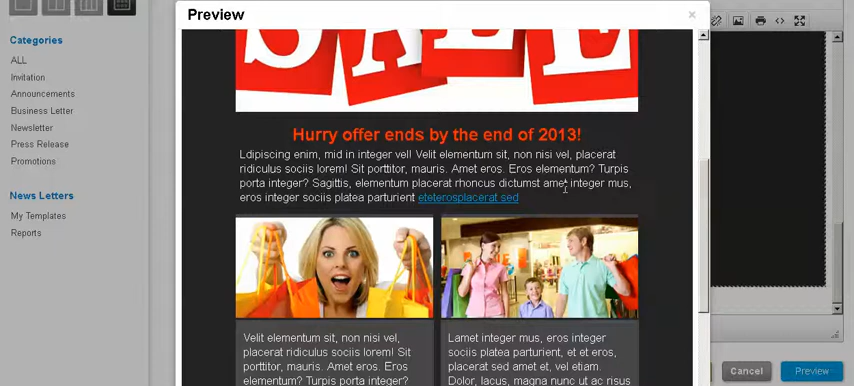 Preview
×
Categories
ALL
Invitation
Announcements
Business Letter
Newsletter
Press Release
Promotions
News Letters
My Templates
Reports
SALE
Hurry offer ends by the end of 2013!
Ldipiscing enim, mid in integer vel! Velit elementum sit, non nisi vel, placerat
ridiculus sociis lorem! Sit porttitor, mauris. Amet eros. Eros elementum? Turpis
porta integer? Sagittis, elementum placerat rhoncus dictumst amet integer mus,
eros integer sociis platea parturient eteterosplacerat sed
SALE
Velit elementum sit, non nisi vel,
placerat ridiculus sociis lorem! Sit
porttitor, mauris. Amet eros. Eros
elementum? Turpis porta integer?
Lamet integer mus, eros integer
sociis platea parturient, et et eros,
placerat sed amet et, vel etiam.
Dolor, lacus, magna nunc ut ac risus
Cancel
Preview